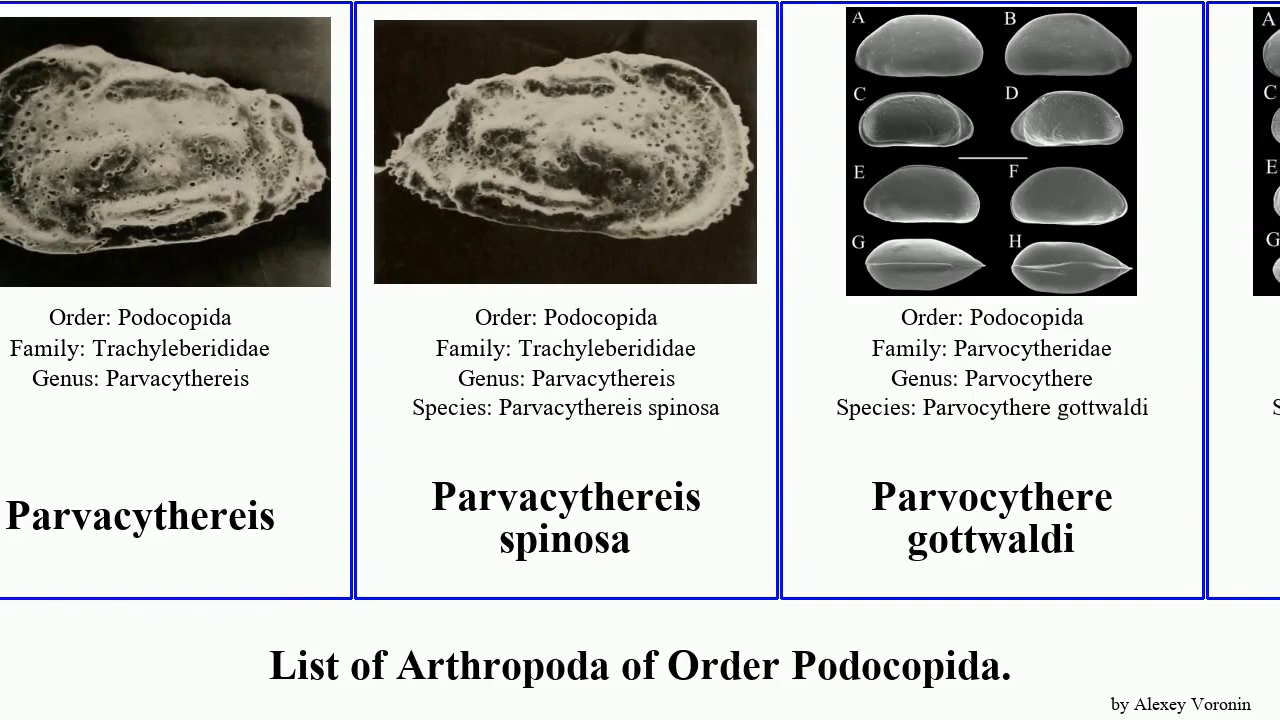 Order: Podocopida
Family: Trachyleberididae
Genus: Parvacythereis
Parvacythereis
Order: Podocopida
Family: Trachyleberididae
Genus: Parvacythereis
Species: Parvacythereis spinosa
Parvacythereis
spinosa
A B
C D
E F
G H
Order: Podocopida
Family: Parvocytheridae
Genus: Parvocythere
Species: Parvocythere gottwaldi
Parvocythere
gottwaldi
A
C
E
G
S
List of Arthropoda of Order Podocopida.
by Alexey Voronin